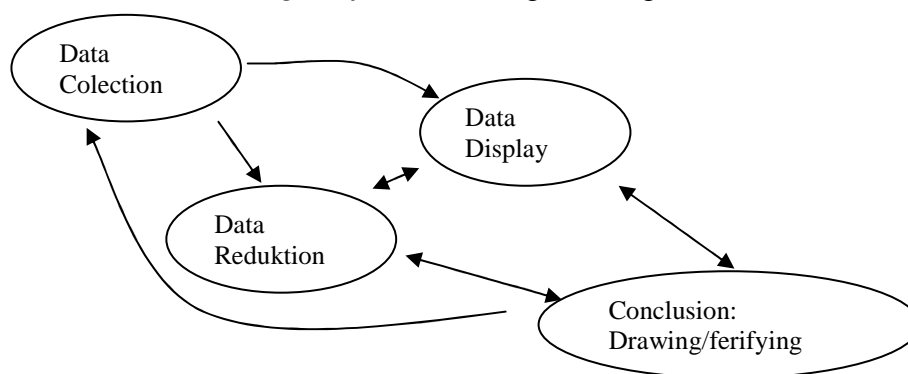 Data
Colection
Data
Display
Data
Reduktion
Conclusion:
Drawing/ferifying